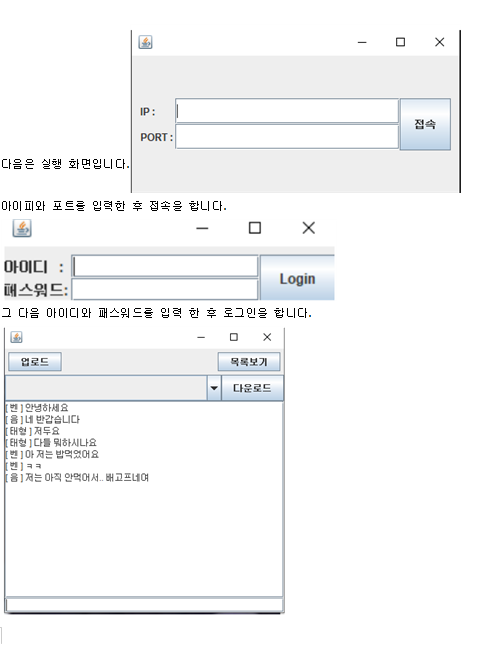 IP :
접속
PORT :
다음은 실행 화면입니다.
아이피와 포트를 입력한 후 접속을 합니다.
아이디 :
Login
패스워드:
그 다음 아이디와 패스워드를 입력 한 후 로그인을 합니다.
업로드 목록보기
다운로드
[ 벤 ] 안녕하세요
[ 음 ] 네 반갑습니다
[ 태형 ] 저두요
[ 태형 ] 다들 뭐하시나요
[ 벤 ] 아 저는 밥먹었어요
[ 벤 ] ㅋㅋ
[ 음 ] 저는 아직 안먹어서.. 배고프네여